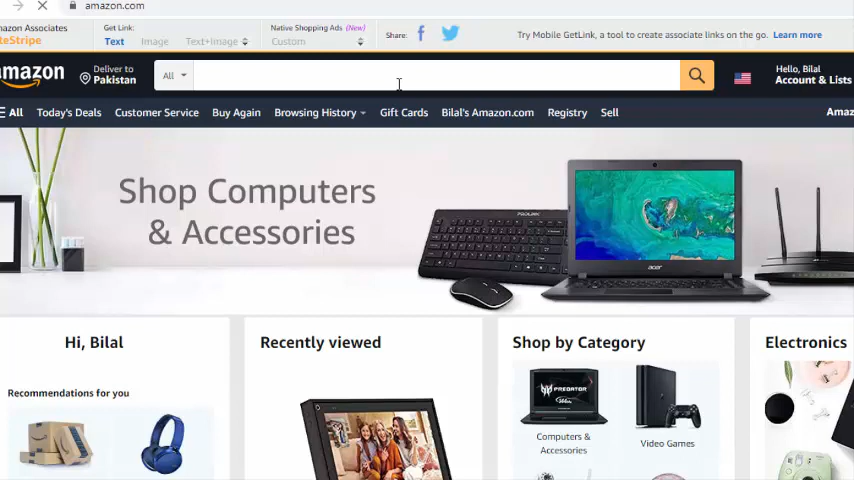 amazon.com
mazon Associates
teStripe
Get Link:
Text Image Text+Image
Native Shopping Ads (New)
Custom
Share:
Try Mobile GetLink, a tool to create associate links on the go. Learn more
amazon
Deliver to
Pakistan
All
Hello, Bilal
Account & Lists
All Today's Deals Customer Service Buy Again Browsing History Gift Cards Bilal's Amazon.com Registry Sell Amaz
Shop Computers
& Accessories
PROLINK
acer
Hi, Bilal
Recommendations for you
Recently viewed
Shop by Category
PREDATOR
Computers &
Accessories
Video Games
Electronics